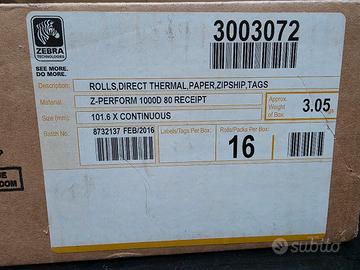 3003072
ZEBRA
TECHNOLOGIES
SEE MORE.
DO MORE.
Description: ROLLS,DIRECT THERMAL,PAPER,ZIPSHIP,TAGS
Material: Z-PERFORM 1000D 80 RECEIPT
Approx. Weight of Box: 3.05
Size (mm): 101.6 X CONTINUOUS
Batch No: 8732137 FEB/2016
Labels/Tags Per Box:
Rolls/Packs Per Box:
16
DOM
subito